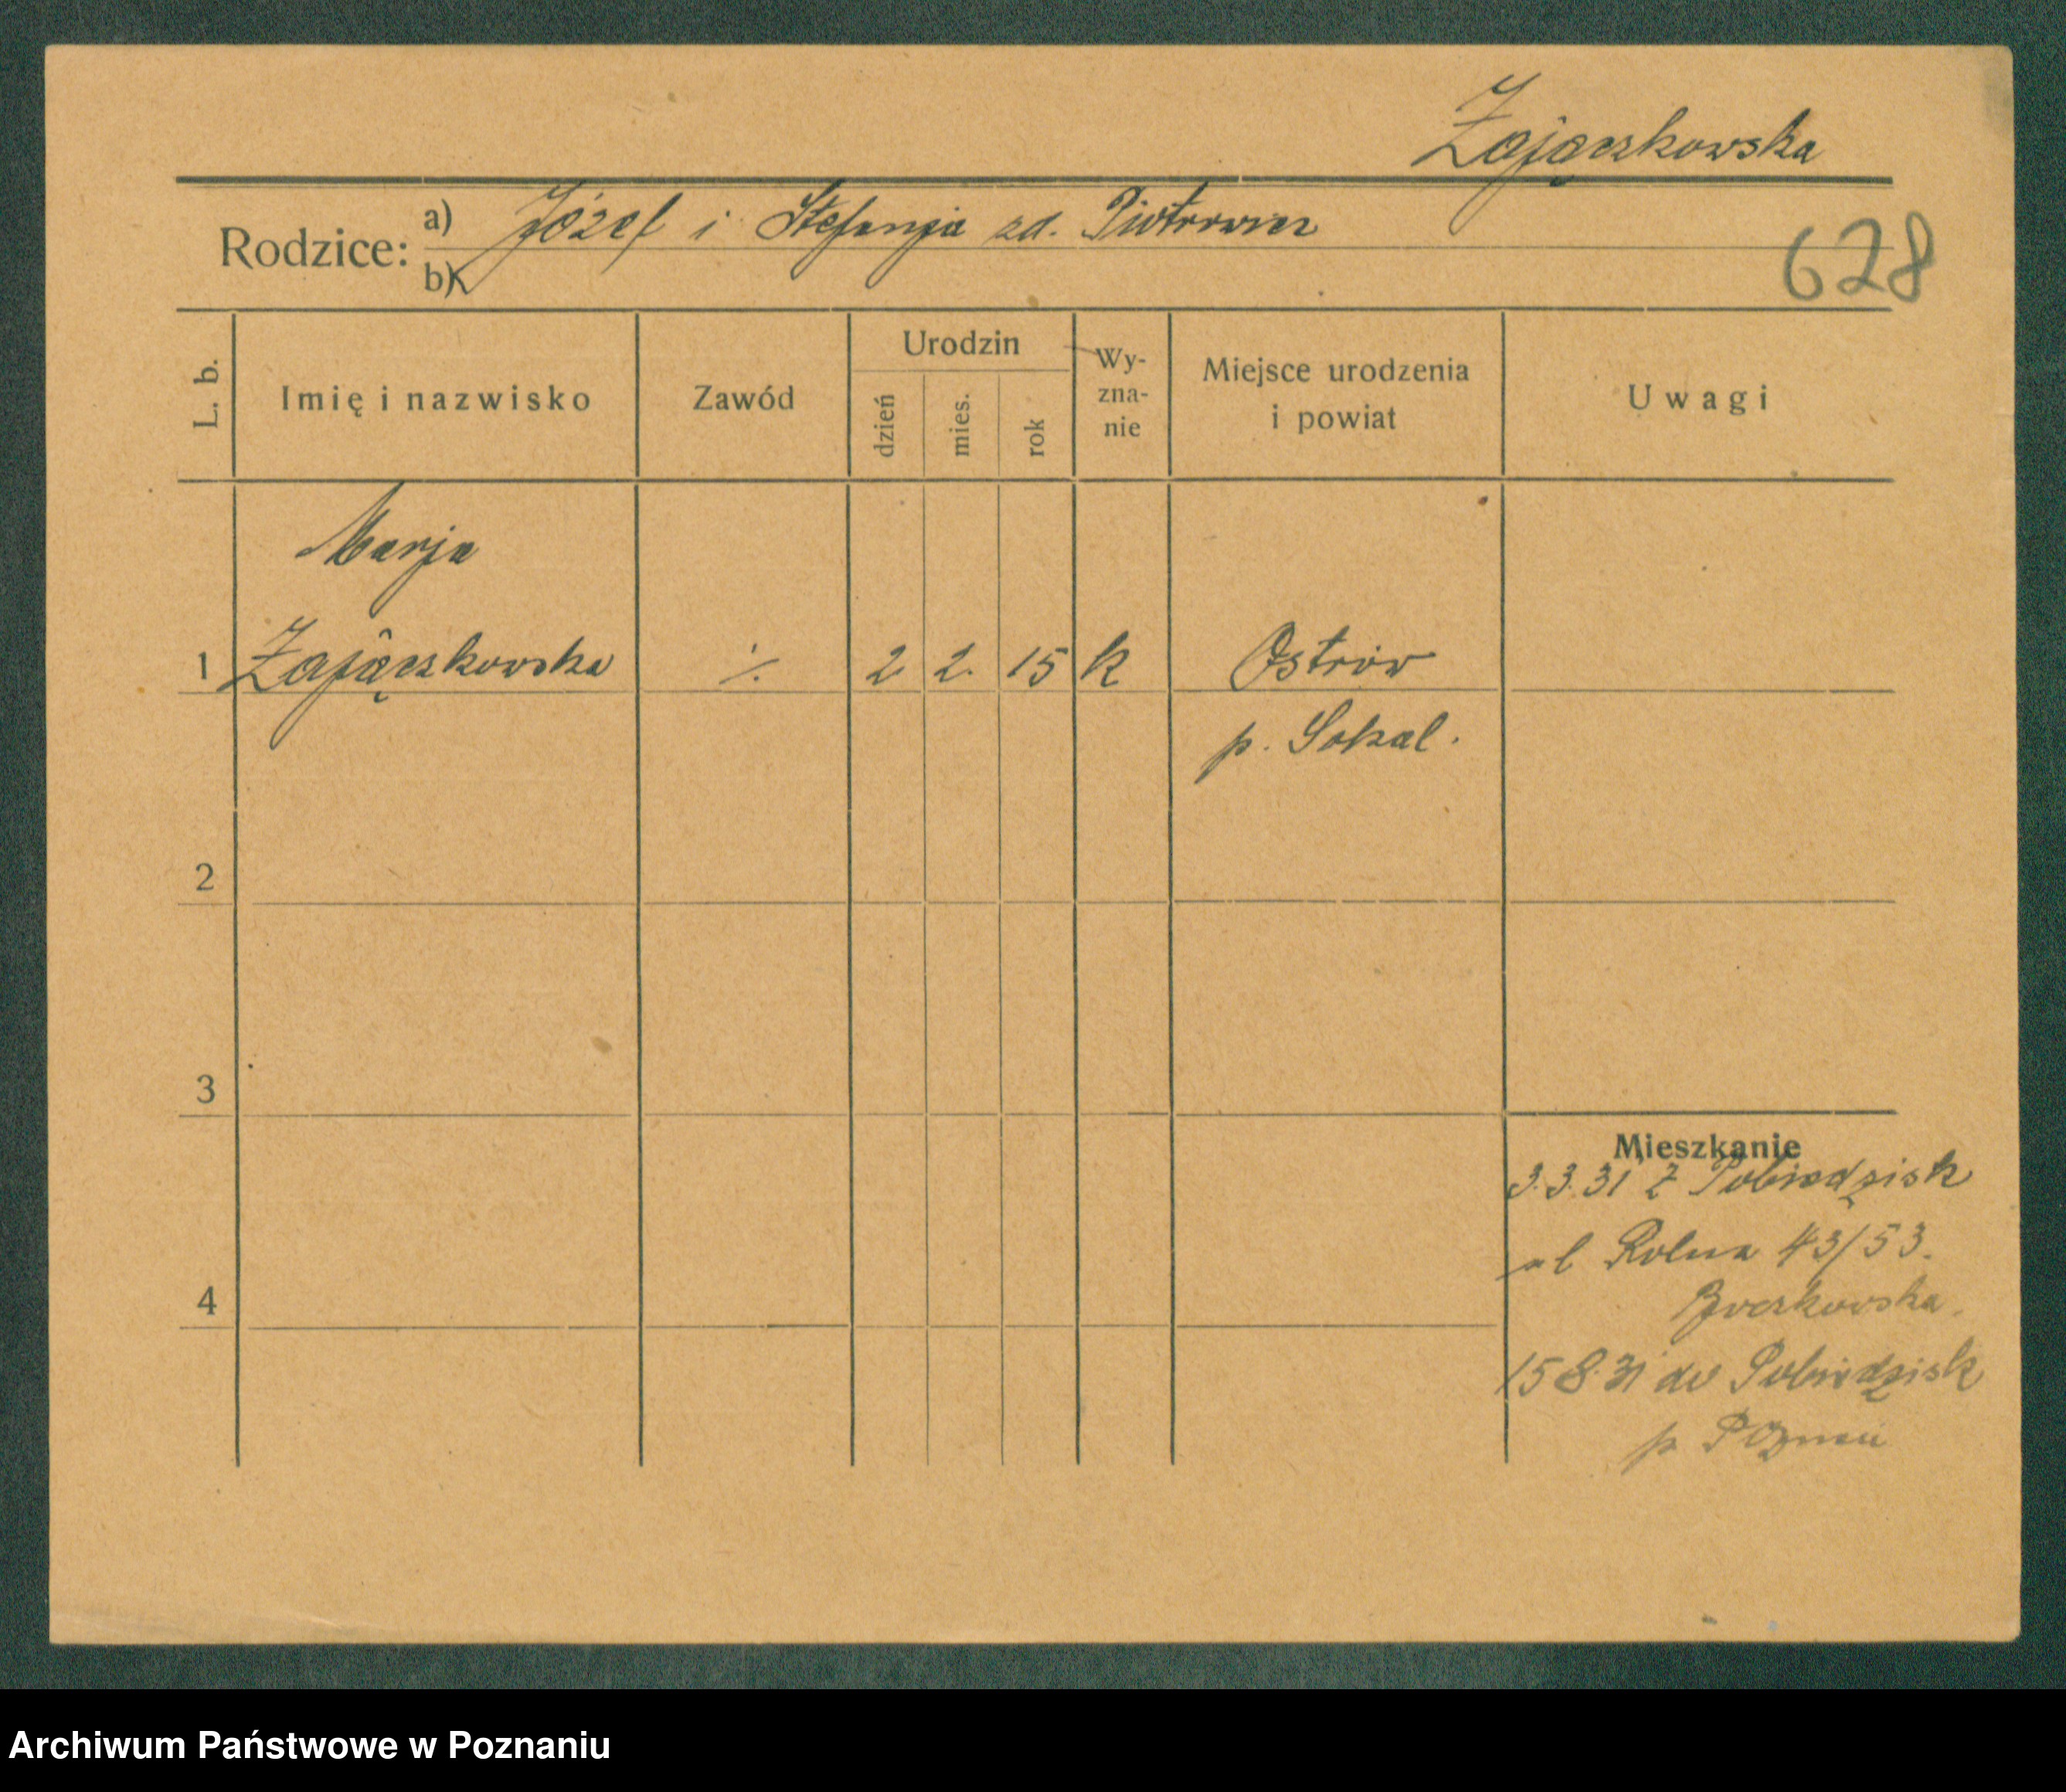 Zajączkowska
Rodzice: a) Józef i Stefanja zd. Piotrowicz
b)
628
L. b. Imię i nazwisko Zawód Urodzin dzień mies. rok Wy-zna-nie Miejsce urodzenia i powiat Uwagi
Marja
1 Zajączkowska ·/. 2 2. 15 k Ostrów
p. Sokal.
2
3
Mieszkanie
3.3.31 z Pobiedzisk
ul Rolna 43/53.
4
15 8 31 do Pobiedzisk
p. Poznań
Archiwum Państwowe w Poznaniu